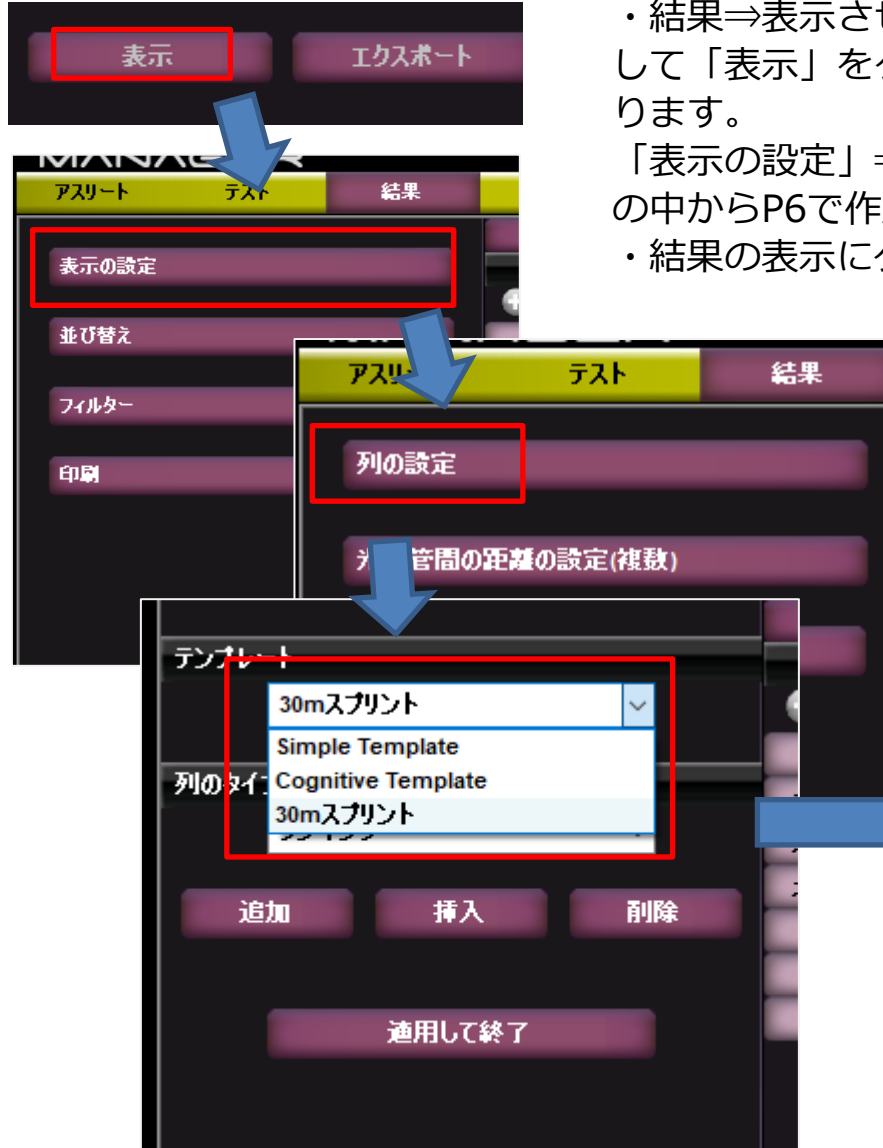 表示
エクスポート
・結果⇒表示させ
して「表示」を
ります。
「表示の設定」
の中からP6で作
・結果の表示に
アスリート
テスト
結果
表示の設定
並び替え
フィルター
印刷
テスト
結果
列の設定
管間の距離の設定(複数)
テンプレート
30mスプリント
Simple Template
Cognitive Template
30mスプリント
列のタイ
追加
挿入
削除
適用して終了